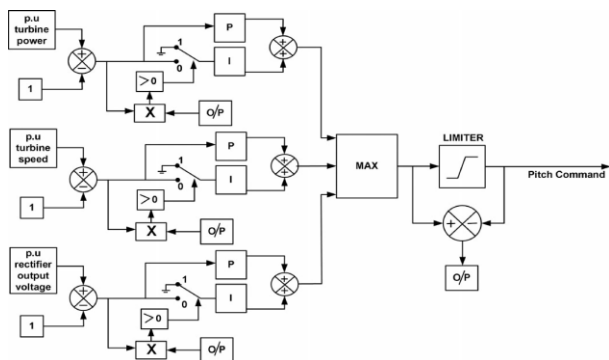 p.u
turbine
power
1
1
0
>0
X
O/P
P
I
p.u
turbine
speed
1
1
0
>0
X
O/P
P
I
p.u
rectifier
output
voltage
1
1
0
>0
X
O/P
P
I
MAX
LIMITER
Pitch Command
O/P